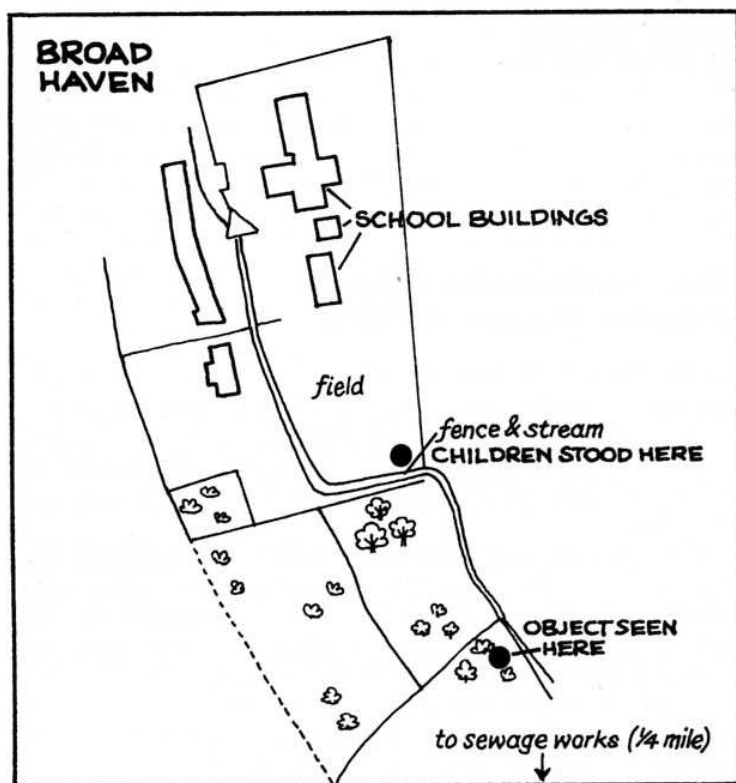 BROAD
HAVEN
SCHOOL BUILDINGS
field
fence & stream
CHILDREN STOOD HERE
OBJECT SEEN
HERE
to sewage works (¼ mile)